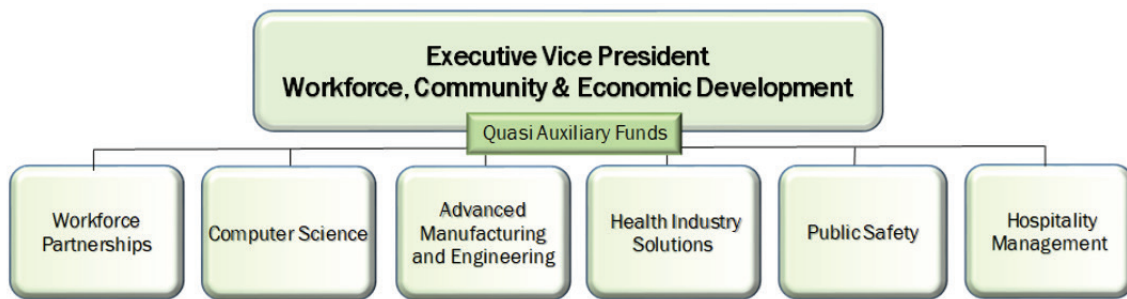 Executive Vice President
Workforce, Community & Economic Development
Quasi Auxiliary Funds
Workforce
Partnerships
Computer Science
Advanced
Manufacturing
and Engineering
Health Industry
Solutions
Public Safety
Hospitality
Management